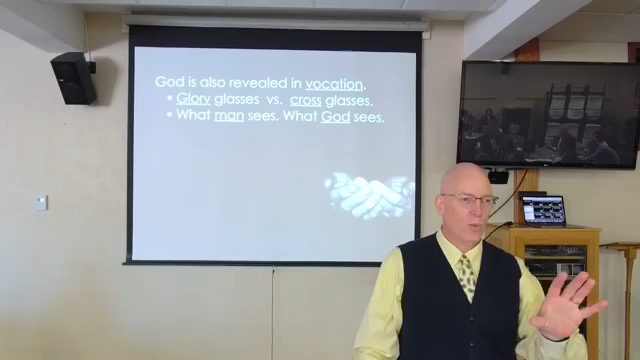 God is also revealed in vocation.
• Glory glasses vs. cross glasses.
• What man sees. What God sees.